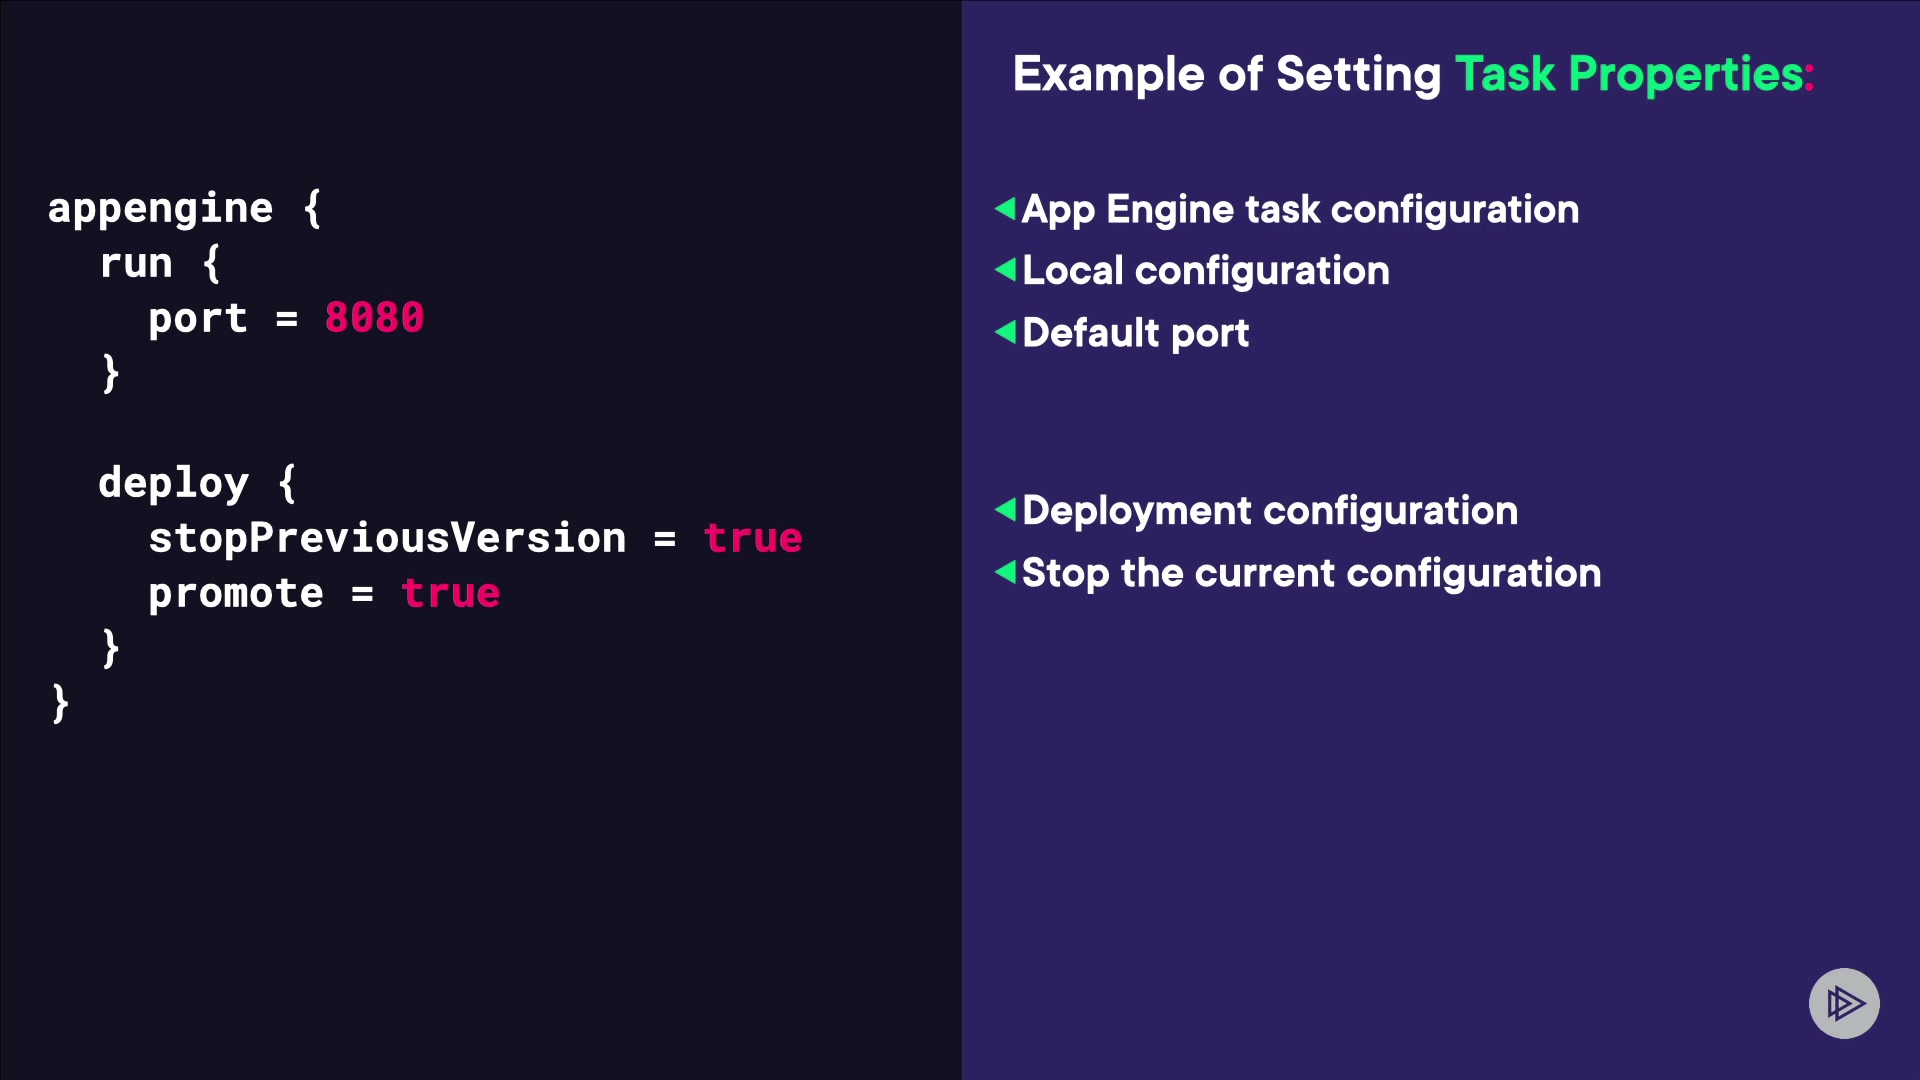 Example of Setting Task Properties:
appengine {
run {
port = 8080
}
deploy {
stopPreviousVersion = true
promote = true
}
}
App Engine task configuration
Local configuration
Default port
Deployment configuration
Stop the current configuration